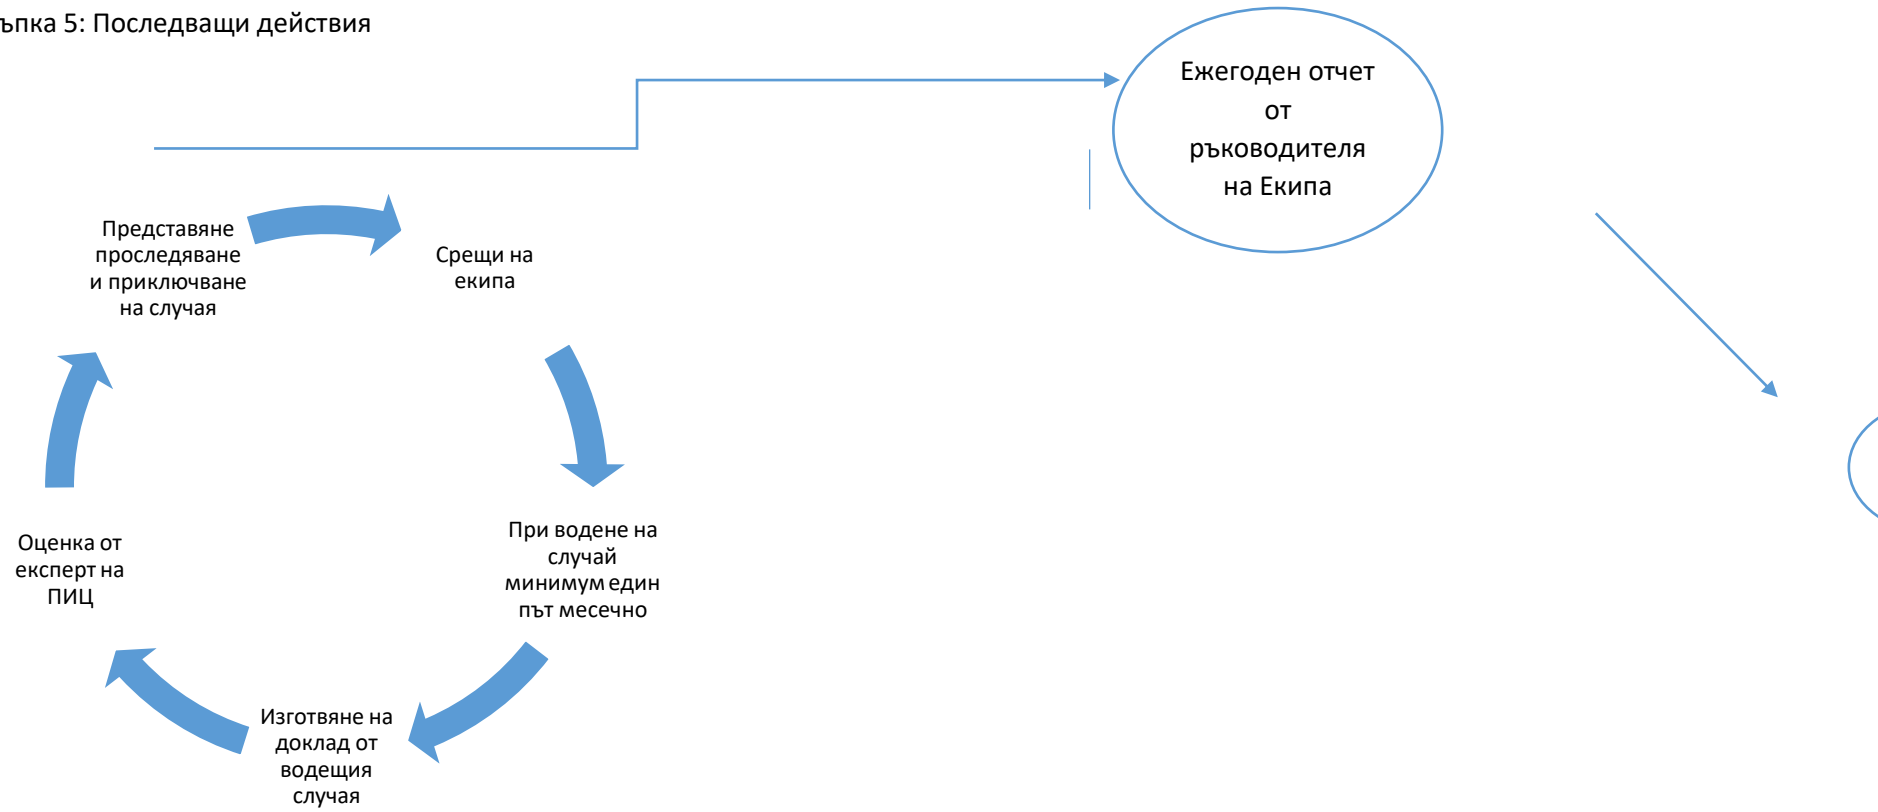 ъпка 5: Последващи действия
Ежегоден отчет
от
ръководителя
на Екипа
Представяне
проследяване
и приключване
на случая
Срещи на
екипа
При водене на
случай
минимум един
път месечно
Изготвяне на
доклад от
водещия
случая
Оценка от
експерт на
ПИЦ